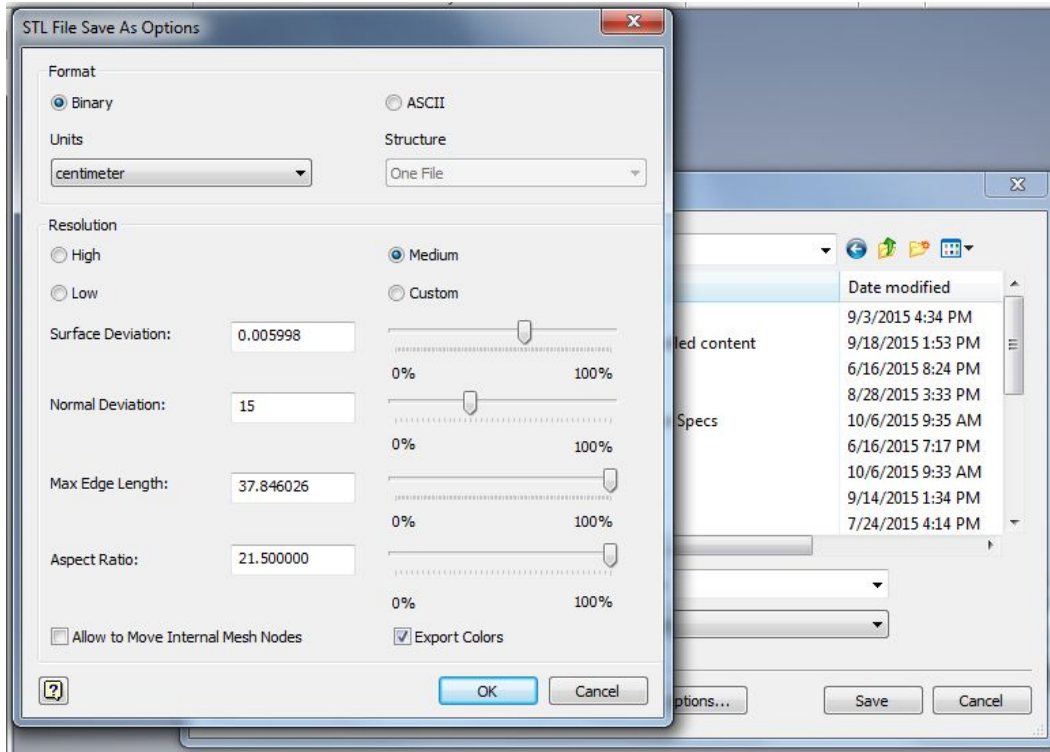 STL File Save As Options
Format
Binary
ASCII
Units
Structure
centimeter
One File
Resolution
High
Medium
Low
Custom
Surface Deviation:
0.005998
0%
100%
Normal Deviation:
15
0%
100%
Max Edge Length:
37.846026
0%
100%
Aspect Ratio:
21.500000
0%
100%
Allow to Move Internal Mesh Nodes
Export Colors
OK
Cancel
Date modified
9/3/2015 4:34 PM
led content
9/18/2015 1:53 PM
6/16/2015 8:24 PM
8/28/2015 3:33 PM
Specs
10/6/2015 9:35 AM
6/16/2015 7:17 PM
10/6/2015 9:33 AM
9/14/2015 1:34 PM
7/24/2015 4:14 PM
ptions...
Save
Cancel